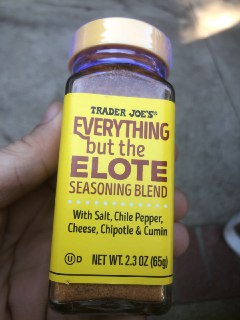 TRADER JOE'S®
EVERYTHING
but the
ELOTE
SEASONING BLEND
With Salt, Chile Pepper,
Cheese, Chipotle & Cumin
U D NET WT. 2.3 OZ (65g)